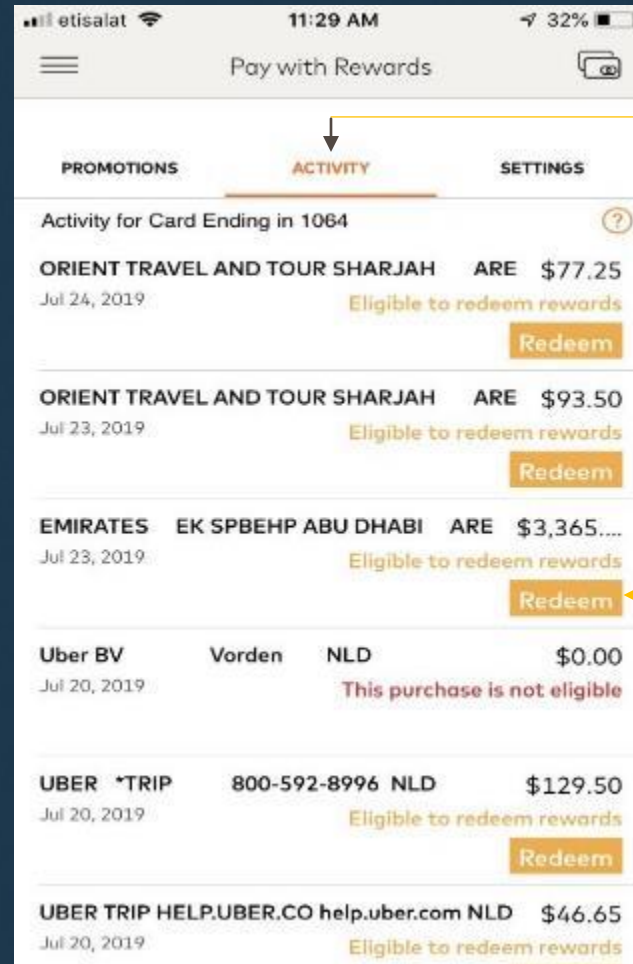 etisalat 11:29 AM 32%
Pay with Rewards
PROMOTIONS ACTIVITY SETTINGS
Activity for Card Ending in 1064 ?
ORIENT TRAVEL AND TOUR SHARJAH ARE $77.25
Jul 24, 2019 Eligible to redeem rewards
Redeem
ORIENT TRAVEL AND TOUR SHARJAH ARE $93.50
Jul 23, 2019 Eligible to redeem rewards
Redeem
EMIRATES EK SPBEHP ABU DHABI ARE $3,365....
Jul 23, 2019 Eligible to redeem rewards
Redeem
Uber BV Vorden NLD $0.00
Jul 20, 2019 This purchase is not eligible
UBER *TRIP 800-592-8996 NLD $129.50
Jul 20, 2019 Eligible to redeem rewards
Redeem
UBER TRIP HELP.UBER.CO help.uber.com NLD $46.65
Jul 20, 2019 Eligible to redeem rewards